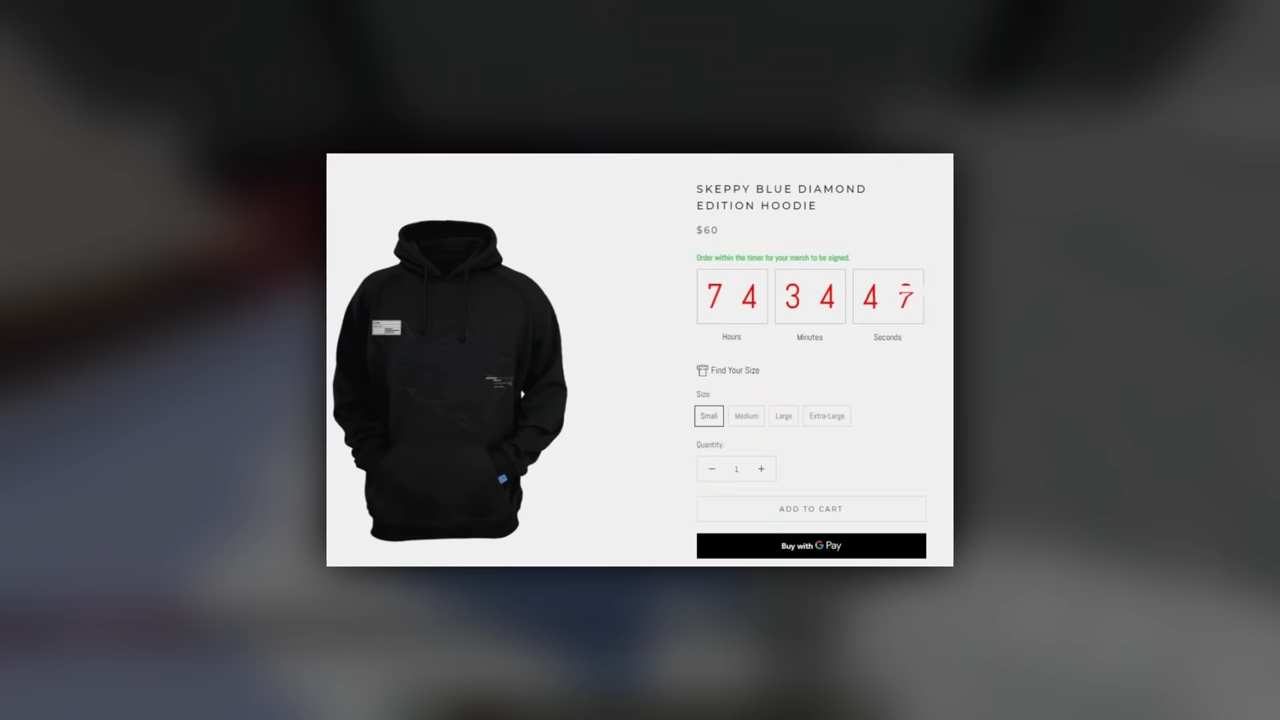 SKEPPY BLUE DIAMOND
EDITION HOODIE
$60
Order within the timer for your merch to be signed.
7 4 3 4 4 7
Hours Minutes Seconds
Find Your Size
Size:
Small Medium Large Extra-Large
Quantity:
− 1 +
ADD TO CART
Buy with G Pay